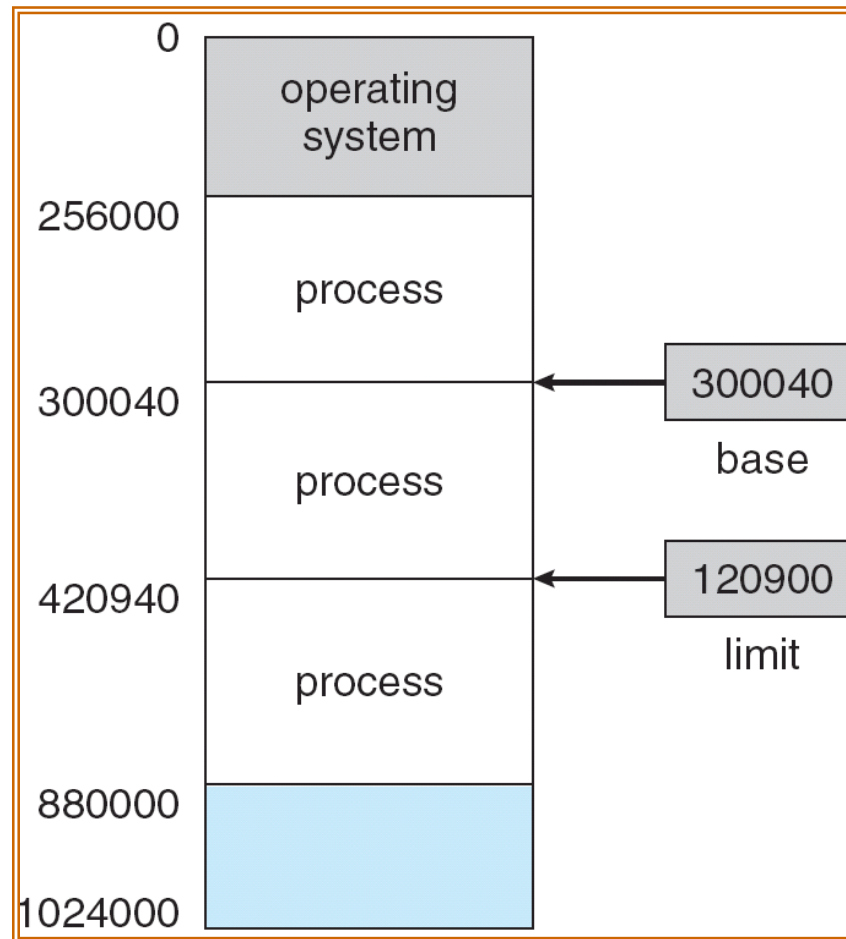 0
operating
system
256000
process
300040
300040
base
process
420940
120900
limit
process
880000
1024000